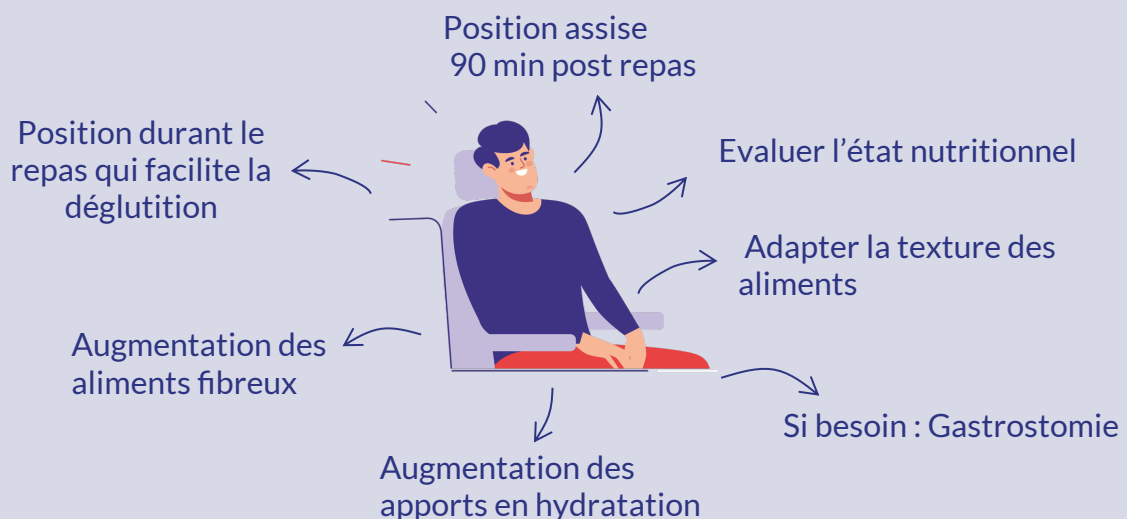 Position assise
90 min post repas
Position durant le
repas qui facilite la
déglutition
Evaluer l’état nutritionnel
Adapter la texture des
aliments
Augmentation des
aliments fibreux
Si besoin : Gastrostomie
Augmentation des
apports en hydratation